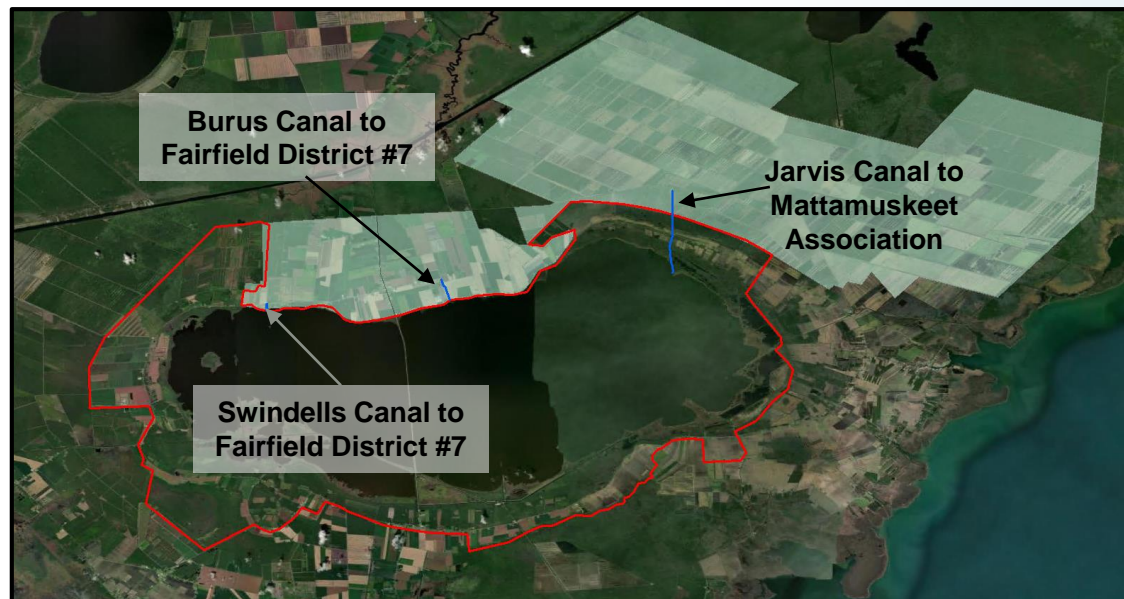 Burus Canal to
Fairfield District #7
Jarvis Canal to
Mattamuskeet
Association
Swindells Canal to
Fairfield District #7